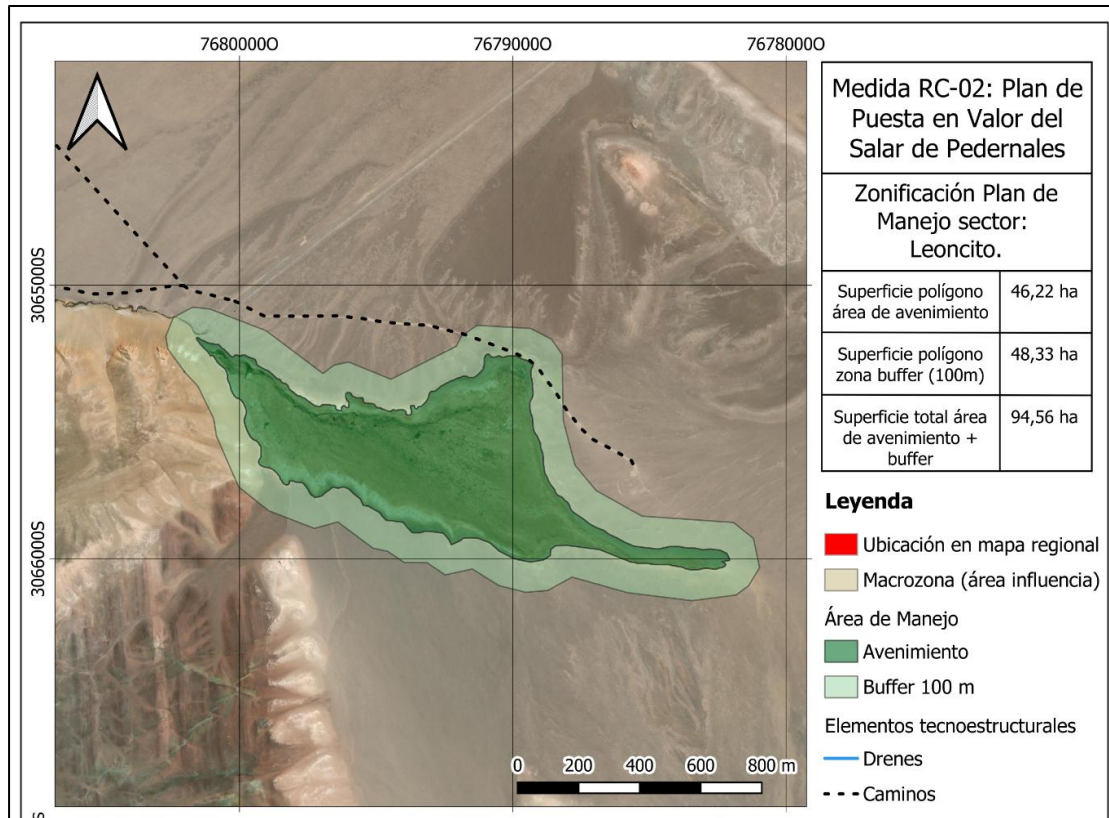 7680000O
7679000O
7678000O
3065000S
3066000S
S
Medida RC-02: Plan de
Puesta en Valor del
Salar de Pedernales
Zonificación Plan de
Manejo sector:
Leoncito.
Superficie polígono
área de avenimiento
46,22 ha
Superficie polígono
zona buffer (100m)
48,33 ha
Superficie total área
de avenimiento +
buffer
94,56 ha
Leyenda
Ubicación en mapa regional
Macrozona (área influencia)
Área de Manejo
Avenimiento
Buffer 100 m
Elementos tecnoestructurales
Drenes
Caminos
0 200 400 600 800 m